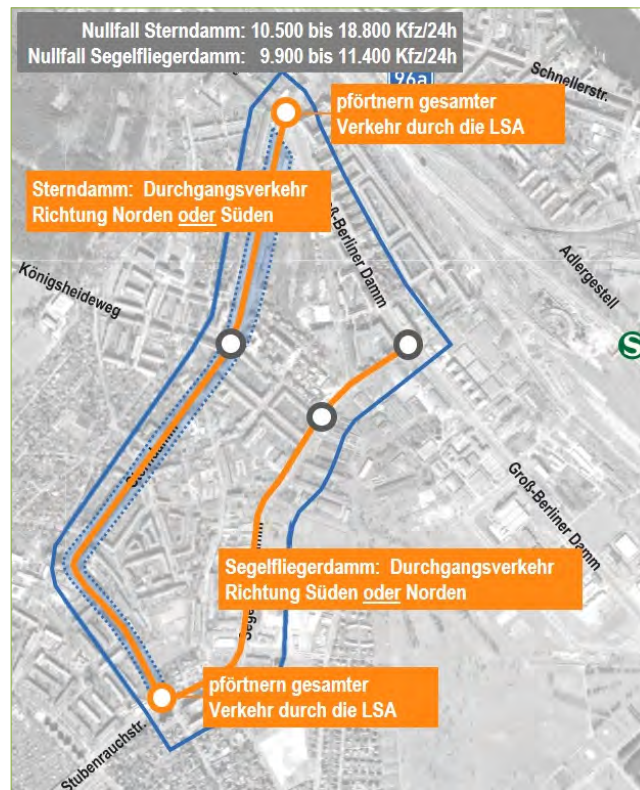 Nullfall Sterndamm: 10.500 bis 18.800 Kfz/24h
Nullfall Segelfliegerdamm: 9.900 bis 11.400 Kfz/24h
96a
Schnellerstr.
pförtnern gesamter
Verkehr durch die LSA
Sterndamm: Durchgangsverkehr
Richtung Norden oder Süden
Berliner Damm
Königsheideweg
Adlergestell
S
Groß-Berliner Damm
Segelfliegerdamm: Durchgangsverkehr
Richtung Süden oder Norden
pförtnern gesamter
Verkehr durch die LSA
Stubenrauchstr.